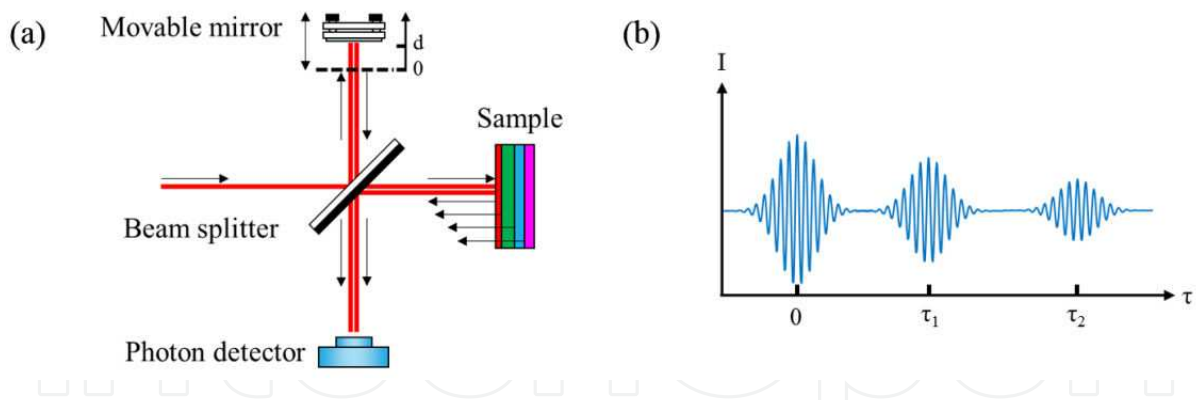 (a)
Movable mirror
d
0
Sample
Beam splitter
Photon detector
(b)
I
0
τ₁
τ₂
τ